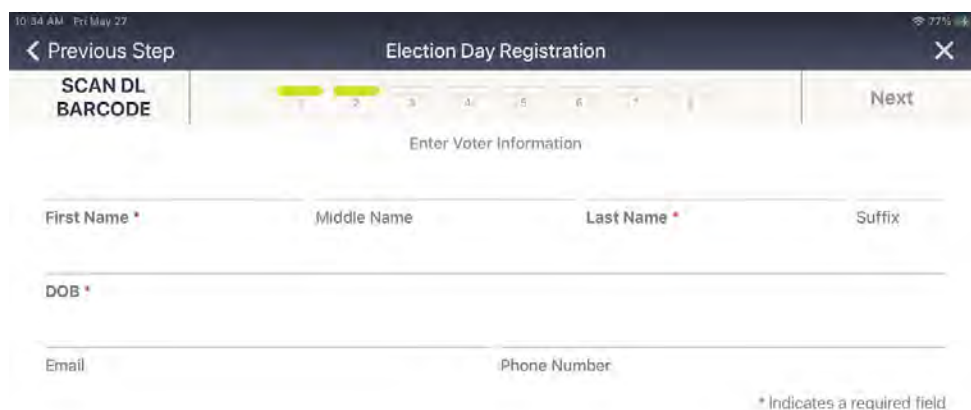 10:34 AM Fri May 27 77%
Previous Step Election Day Registration
SCAN DL
BARCODE
1 2 3 4 5 6 7 8
Next
Enter Voter Information
First Name * Middle Name Last Name * Suffix
DOB *
Email Phone Number
* Indicates a required field